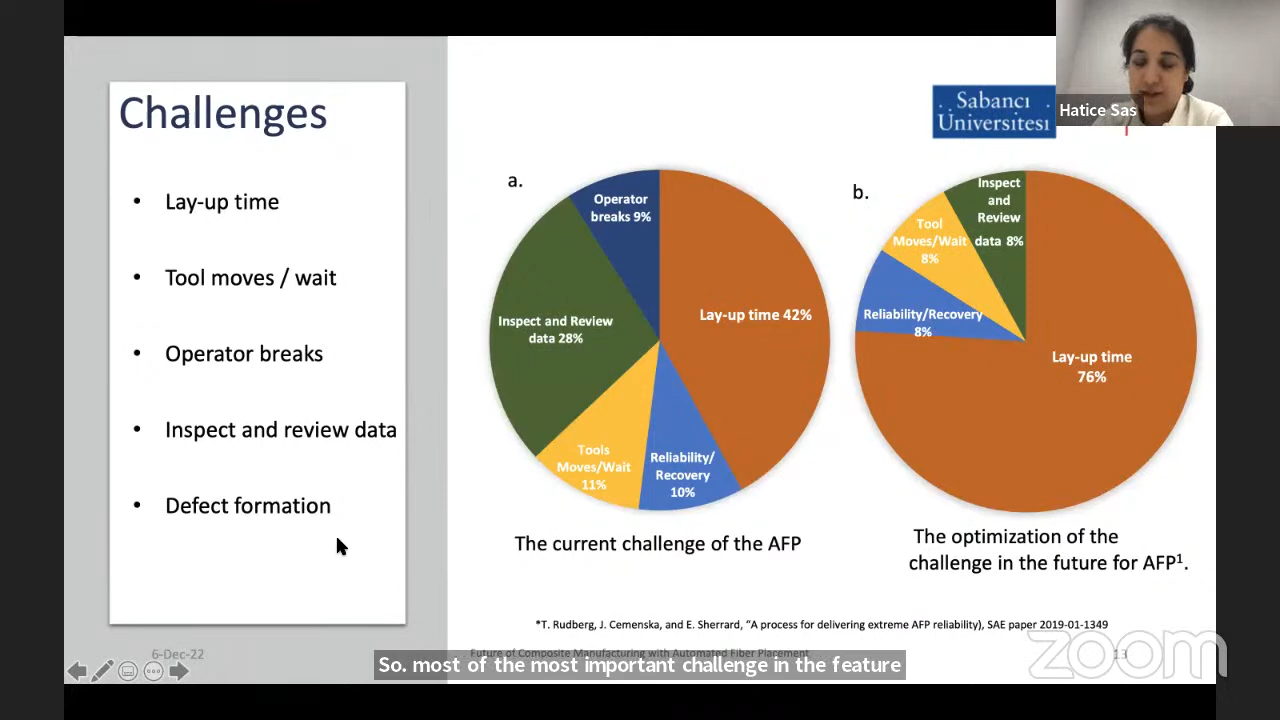 Challenges
• Lay-up time
• Tool moves / wait
• Operator breaks
• Inspect and review data
• Defect formation
Sabancı
Üniversitesi
Hatice Sas
a.
Operator
breaks 9%
Lay-up time 42%
Inspect and Review
data 28%
Tools
Moves/Wait
11%
Reliability/
Recovery
10%
The current challenge of the AFP
b.
Inspect
and
Review
data 8%
Tool
Moves/Wait
8%
Reliability/Recovery
8%
Lay-up time
76%
The optimization of the
challenge in the future for AFP¹.
*T. Rudberg, J. Cemenska, and E. Sherrard, “A process for delivering extreme AFP reliability), SAE paper 2019-01-1349
6-Dec-22
Future of Composite Manufacturing with Automated Fiber Placement
13
So. most of the most important challenge in the feature
zoom